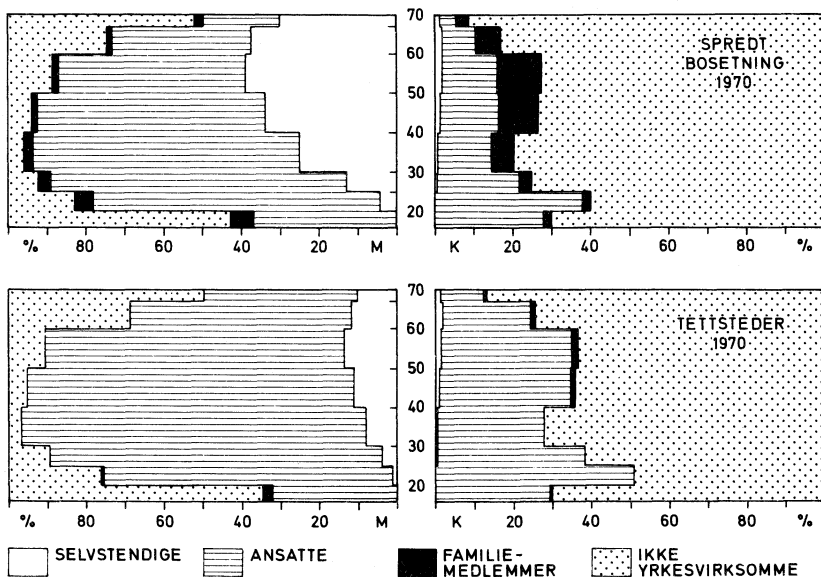 70
60
50
40
30
20
% 80 60 40 20 M
K 20 40 60 80 %
SPREDT
BOSETNING
1970
70
60
50
40
30
20
% 80 60 40 20 M
K 20 40 60 80 %
TETTSTEDER
1970
SELVSTENDIGE
ANSATTE
FAMILIE-
MEDLEMMER
IKKE
YRKESVIRKSOMME